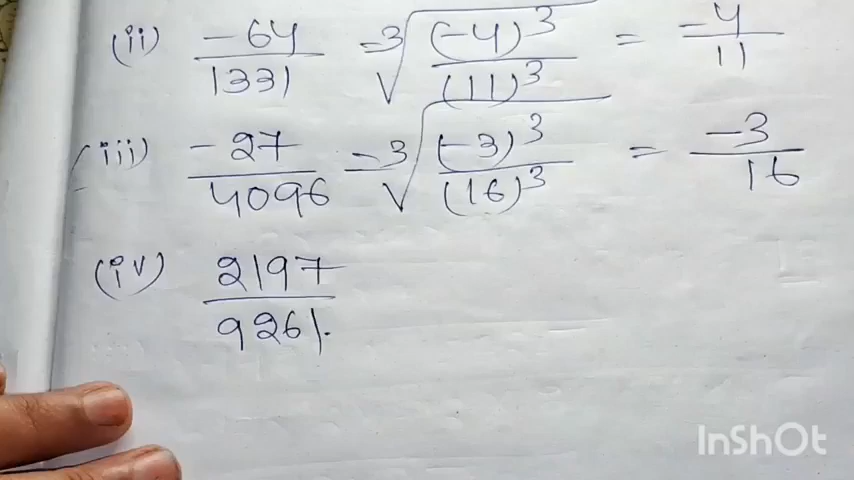 (ii) -64/1331 = ∛((-4)³/(11)³) = -4/11
(iii) -27/4096 = ∛((-3)³/(16)³) = -3/16
(iv) 2197/9261.
InShOt